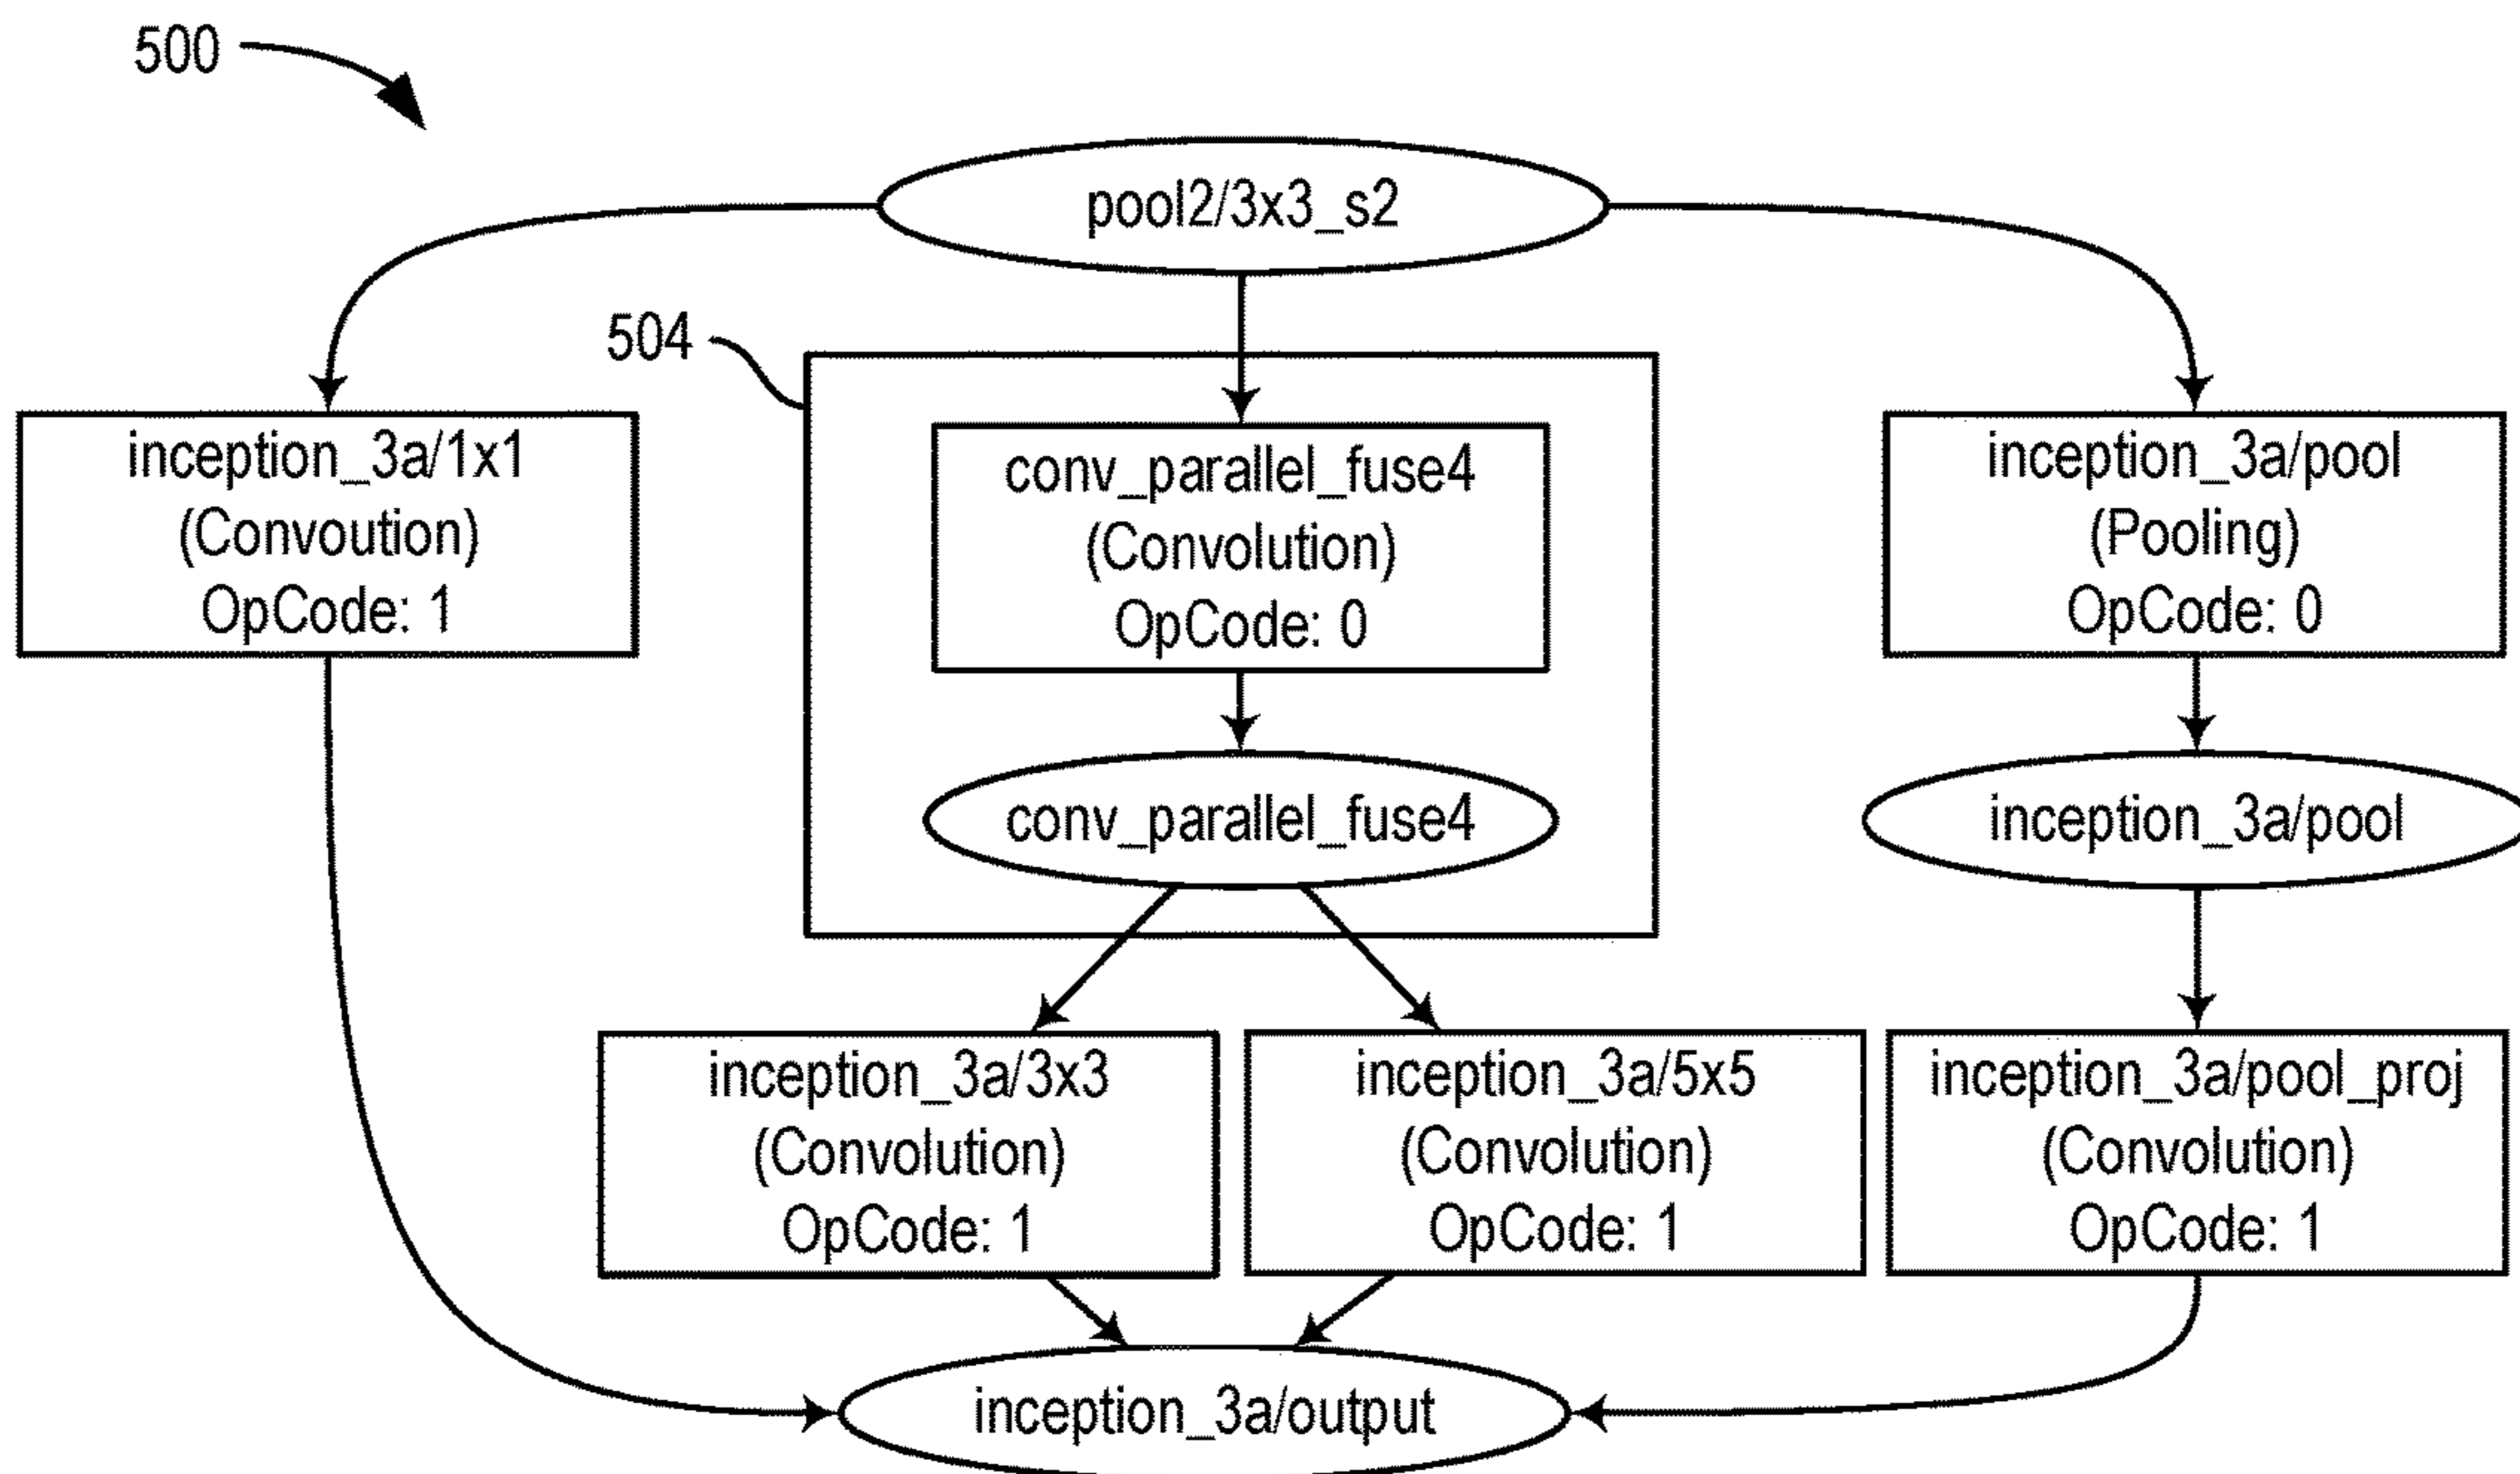 500
pool2/3x3_s2
504
inception_3a/1x1
(Convoution)
OpCode: 1
conv_parallel_fuse4
(Convolution)
OpCode: 0
inception_3a/pool
(Pooling)
OpCode: 0
conv_parallel_fuse4
inception_3a/pool
inception_3a/3x3
(Convolution)
OpCode: 1
inception_3a/5x5
(Convolution)
OpCode: 1
inception_3a/pool_proj
(Convolution)
OpCode: 1
inception_3a/output